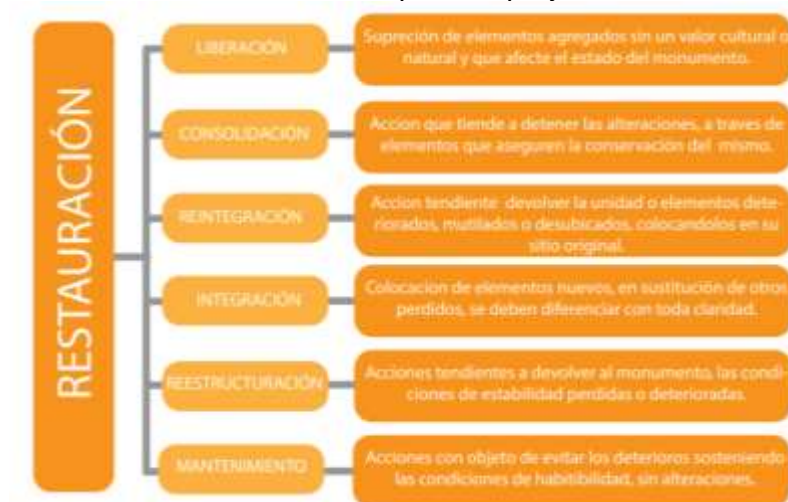 RESTAURACIÓN
LIBERACIÓN
Supreción de elementos agregados sin un valor cultural o
natural y que afecte el estado del monumento.
CONSOLIDACIÓN
Accion que tiende a detener las alteraciones, a traves de
elementos que aseguren la conservación del mismo.
REINTEGRACIÓN
Accion tendiente devolver la unidad o elementos dete-
riorados, mutilados o desubicados, colocandolos en su
sitio original.
INTEGRACIÓN
Colocacion de elementos nuevos, en sustitución de otros
perdidos, se deben diferenciar con toda claridad.
REESTRUCTURACIÓN
Acciones tendientes a devolver al monumento, las condi-
ciones de estabilidad perdidas o deterioradas.
MANTENIMIENTO
Acciones con objeto de evitar los deterioros sosteniendo
las condiciones de habitibilidad, sin alteraciones.